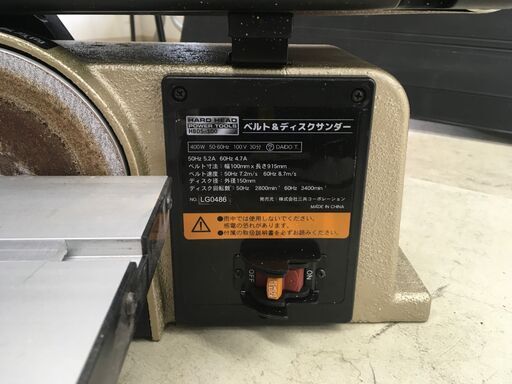 HARD HEAD
POWER TOOLS
HBDS-100
ベルト&ディスクサンダー
400W 50-60Hz 100V 30分 DAIDO T.
50Hz 5.2A 60Hz 4.7A
ベルト寸法:幅100mm×長さ915mm
ベルト速度:50Hz 7.2m/s 60Hz 8.7m/s
ディスク径:外径150mm
ディスク回転数:50Hz 2800min⁻¹ 60Hz 3400min⁻¹
NO. LG0486 発売元:株式会社三共コーポレーション
MADE IN CHINA
●雨中では使用しないでください。
感電の恐れがあります。
●付属の取扱説明書を必ずお読みください。
OFF
ON